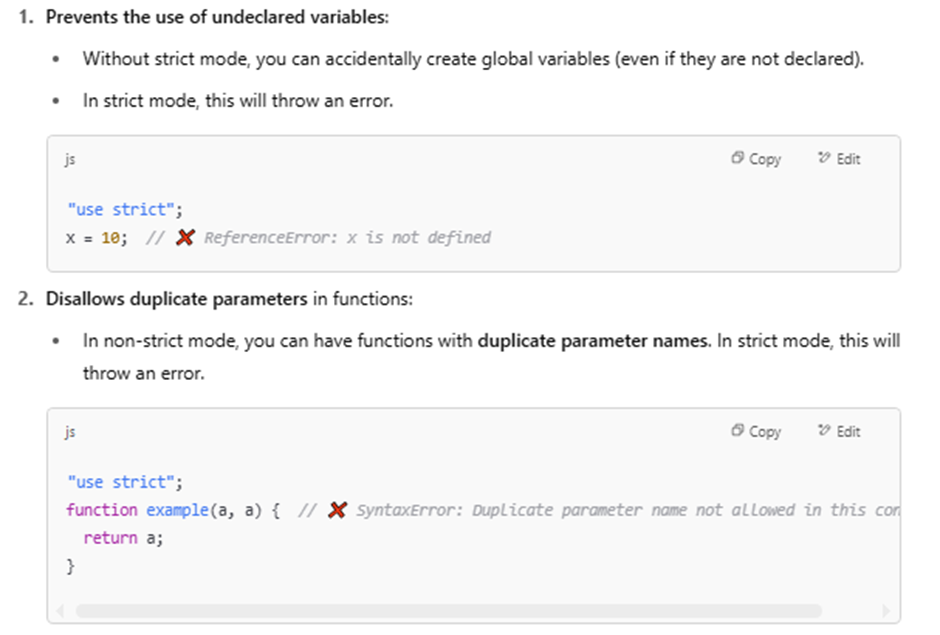 1. Prevents the use of undeclared variables:
• Without strict mode, you can accidentally create global variables (even if they are not declared).
• In strict mode, this will throw an error.
js Copy Edit
"use strict";
x = 10; // ❌ ReferenceError: x is not defined
2. Disallows duplicate parameters in functions:
• In non-strict mode, you can have functions with duplicate parameter names. In strict mode, this will
throw an error.
js Copy Edit
"use strict";
function example(a, a) { // ❌ SyntaxError: Duplicate parameter name not allowed in this
return a;
}